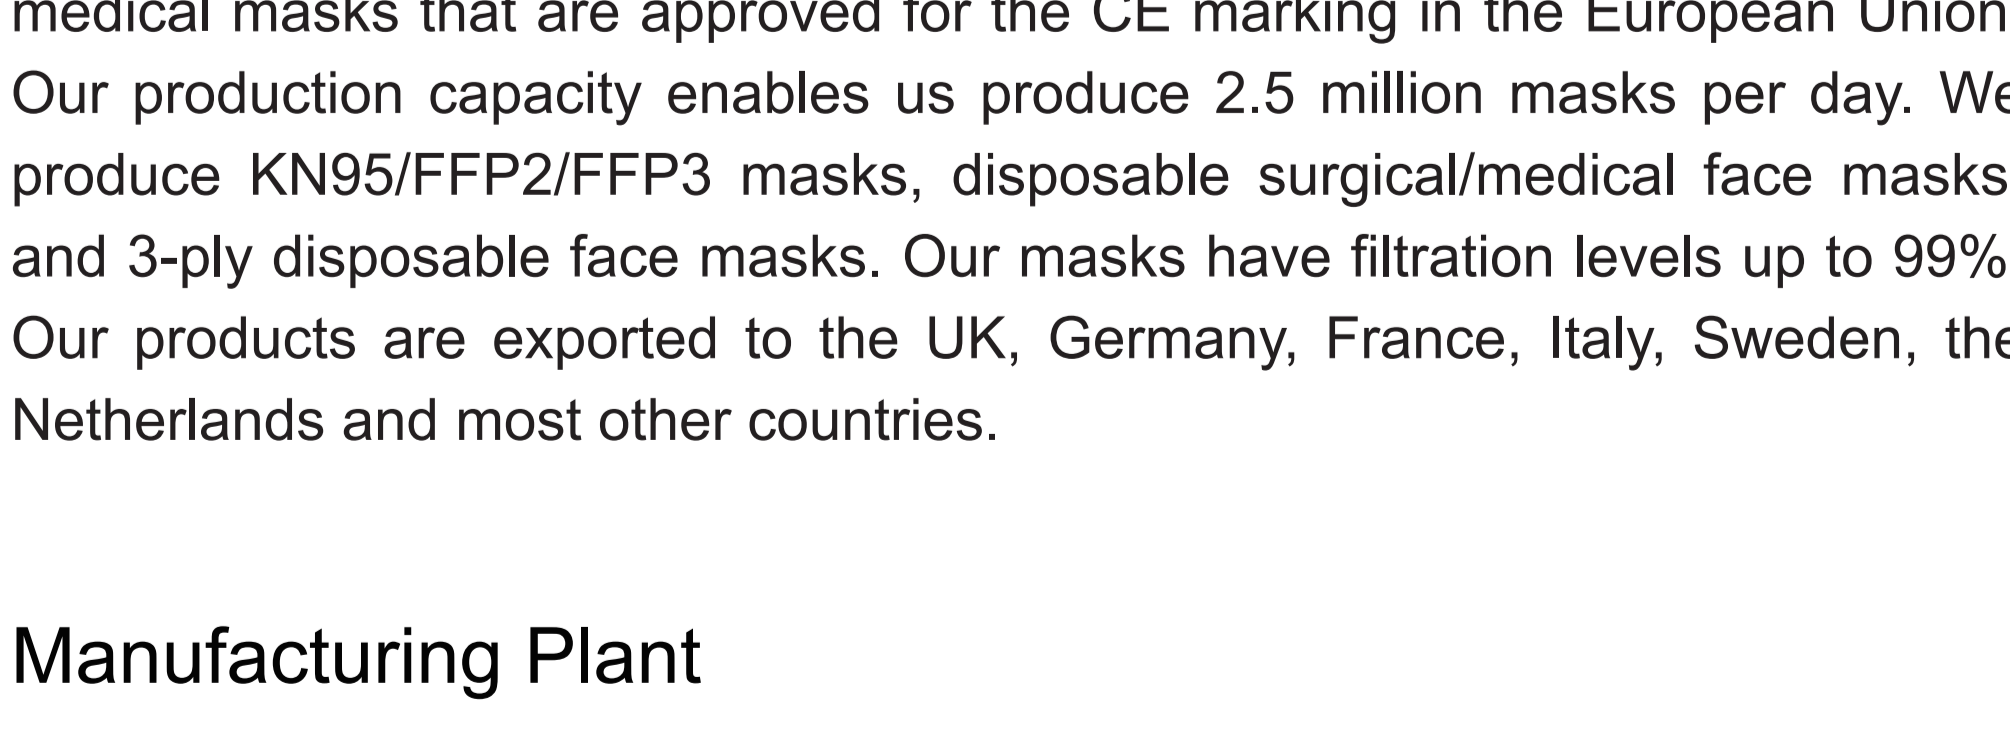 medical masks that are approved for the CE marking in the European Union
Our production capacity enables us produce 2.5 million masks per day. We
produce KN95/FFP2/FFP3 masks, disposable surgical/medical face masks
and 3-ply disposable face masks. Our masks have filtration levels up to 99%
Our products are exported to the UK, Germany, France, Italy, Sweden, the
Netherlands and most other countries.
Manufacturing Plant